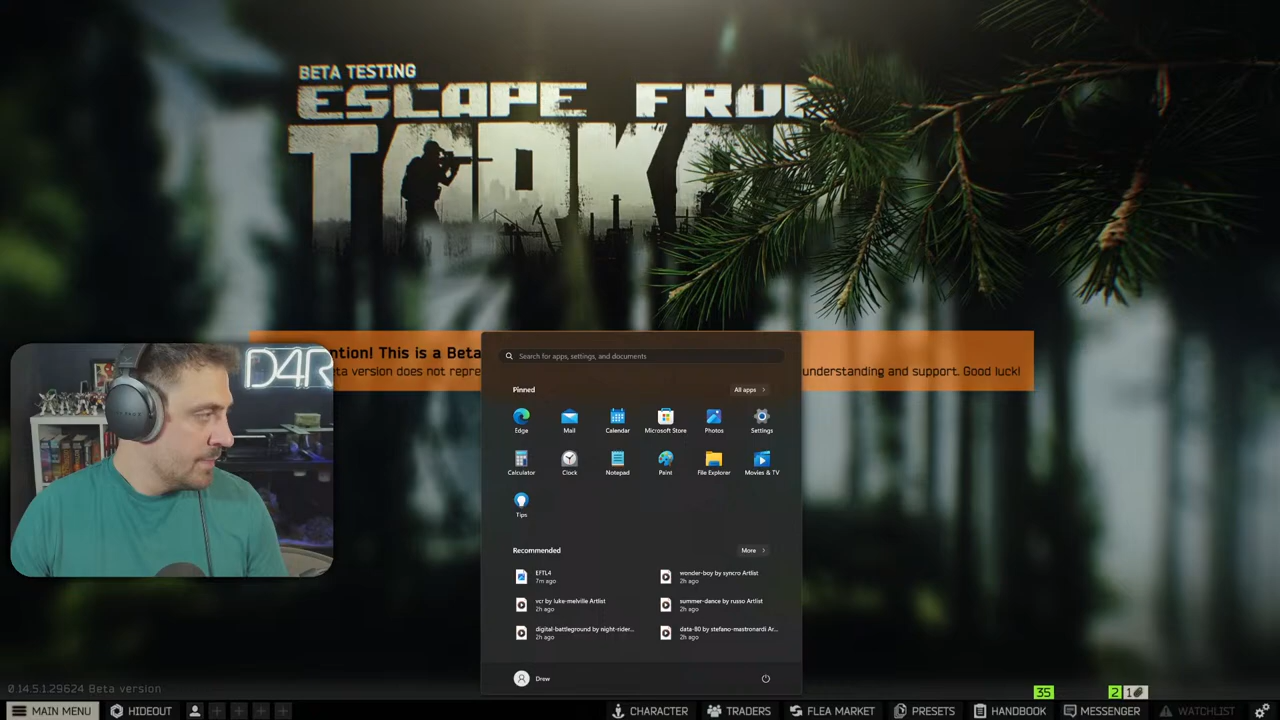 BETA TESTING
ESCAPE FROM
TARKOV
Search for apps, settings, and documents
ntion! This is a Beta
eta version does not repre
understanding and support. Good luck!
D4R
Pinned
All apps
Edge
Mail
Calendar
Microsoft Store
Photos
Settings
Calculator
Clock
Notepad
Paint
File Explorer
Movies & TV
Tips
Recommended
More
EFTL4
7m ago
wonder-boy by syncro Artlist
2h ago
vcr by luke-melville Artlist
2h ago
summer-dance by russo Artlist
2h ago
digital-battleground by night-rider...
2h ago
data-80 by stefano-mastronardi Ar...
2h ago
Drew
0.14.5.1.29624 Beta version
35
2
1
MAIN MENU
HIDEOUT
CHARACTER
TRADERS
FLEA MARKET
PRESETS
HANDBOOK
MESSENGER
WATCHLIST